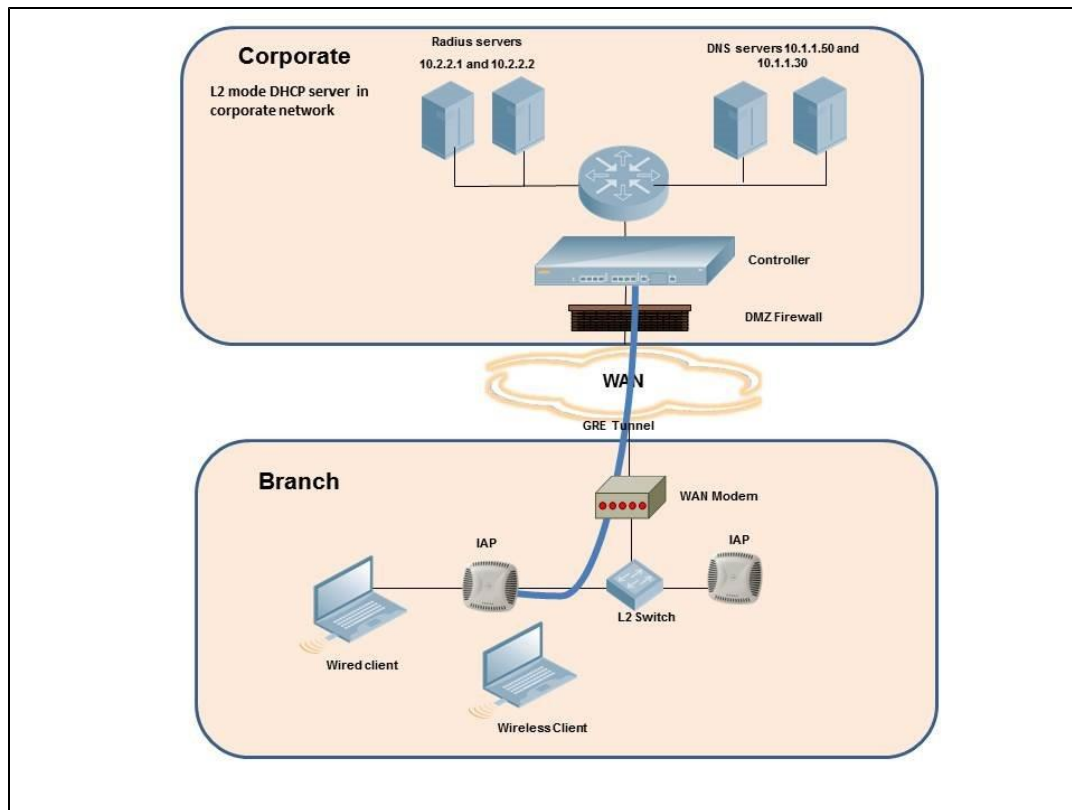 Corporate
L2 mode DHCP server in
corporate network
Radius servers
10.2.2.1 and 10.2.2.2
DNS servers 10.1.1.50 and
10.1.1.30
Controller
DMZ Firewall
WAN
GRE Tunnel
Branch
WAN Modem
IAP
IAP
L2 Switch
Wired client
Wireless Client